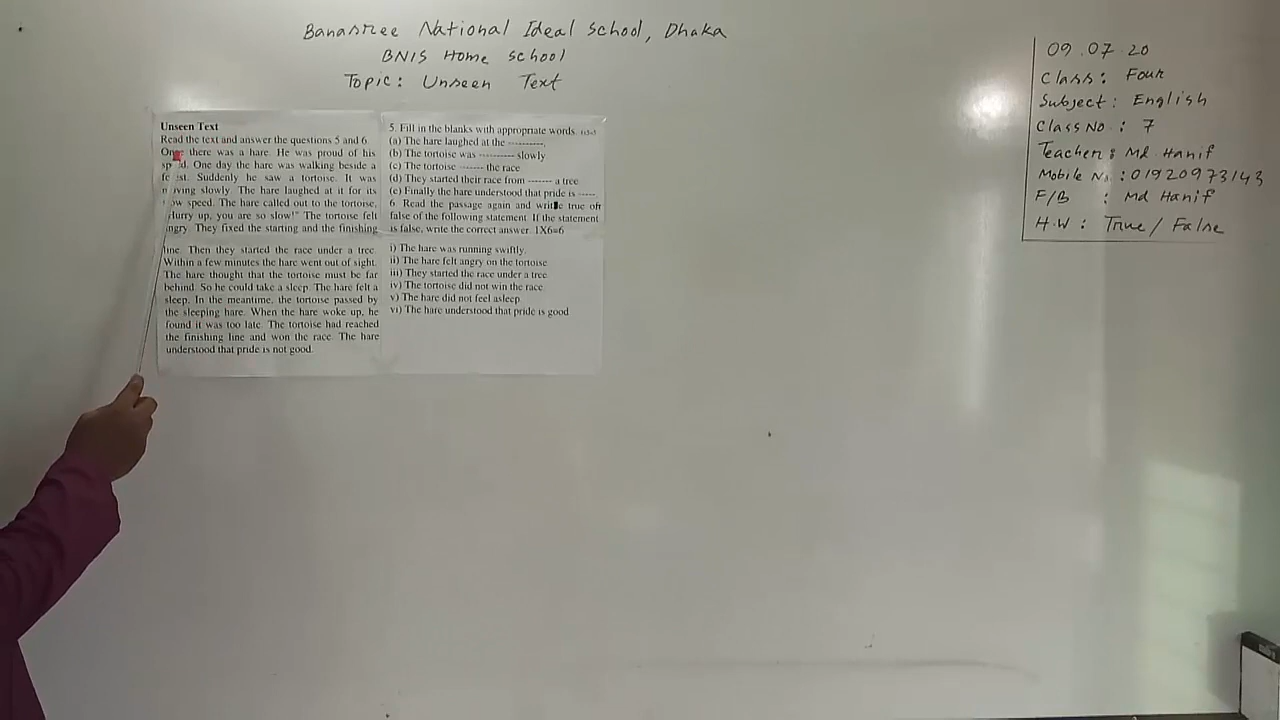 Banasree National Ideal School, Dhaka
BNIS Home School
Topic: Unseen Text
09.07.20
Class: Four
Subject: English
Class No: 7
Teacher: Md Hanif
Mobile No: 01920973143
F/B : Md Hanif
H.W: True/False
Unseen Text
Read the text and answer the questions 5 and 6.
Once there was a hare. He was proud of his
speed. One day the hare was walking beside a
forest. Suddenly he saw a tortoise. It was
moving slowly. The hare laughed at it for its
slow speed. The hare called out to the tortoise,
"Hurry up, you are so slow!" The tortoise felt
angry. They fixed the starting and the finishing
line. Then they started the race under a tree.
Within a few minutes the hare went out of sight.
The hare thought that the tortoise must be far
behind. So he could take a sleep. The hare felt a
sleep. In the meantime, the tortoise passed by
the sleeping hare. When the hare woke up, he
found it was too late. The tortoise had reached
the finishing line and won the race. The hare
understood that pride is not good.
5. Fill in the blanks with appropriate words. 1x5=5
(a) The hare laughed at the ----------.
(b) The tortoise was ---------- slowly
(c) The tortoise ------- the race
(d) They started their race from ------- a tree
(e) Finally the hare understood that pride is -----
6. Read the passage again and write true or
false of the following statement. If the statement
is false, write the correct answer. 1X6=6
i) The hare was running swiftly.
ii) The hare felt angry on the tortoise
iii) They started the race under a tree.
iv) The tortoise did not win the race.
v) The hare did not feel asleep.
vi) The hare understood that pride is good